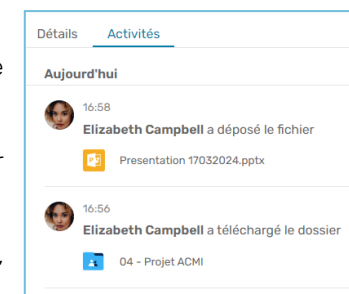 Détails Activités
Aujourd'hui
16:58
Elizabeth Campbell a déposé le fichier
Presentation 17032024.pptx
16:56
Elizabeth Campbell a téléchargé le dossier
04 - Projet ACMI